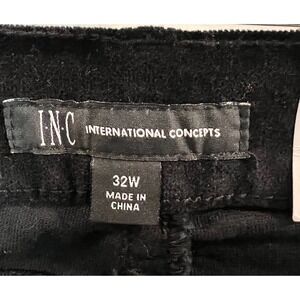 I·N·C INTERNATIONAL CONCEPTS
32W
MADE IN
CHINA